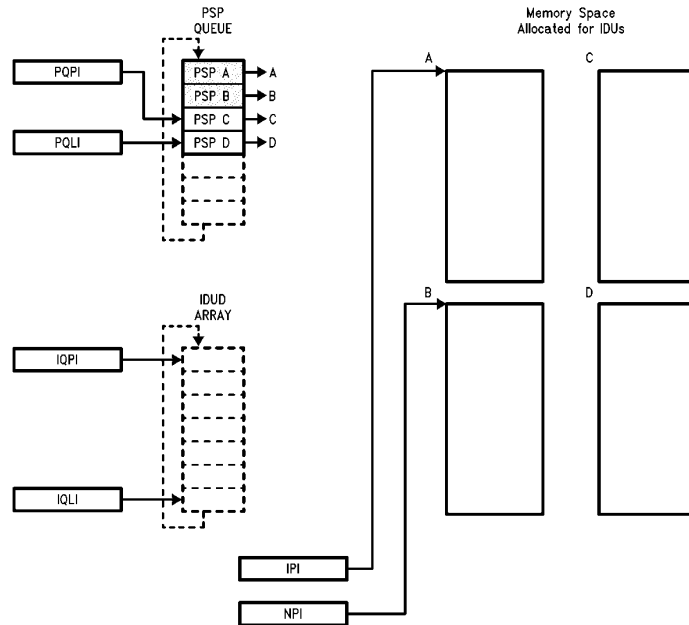 PSP
QUEUE
Memory Space
Allocated for IDUs
PQPI
PSP A
A
PSP B
B
PSP C
C
PQLI
PSP D
D
A
C
B
D
IDUD
ARRAY
IQPI
IQLI
IPI
NPI